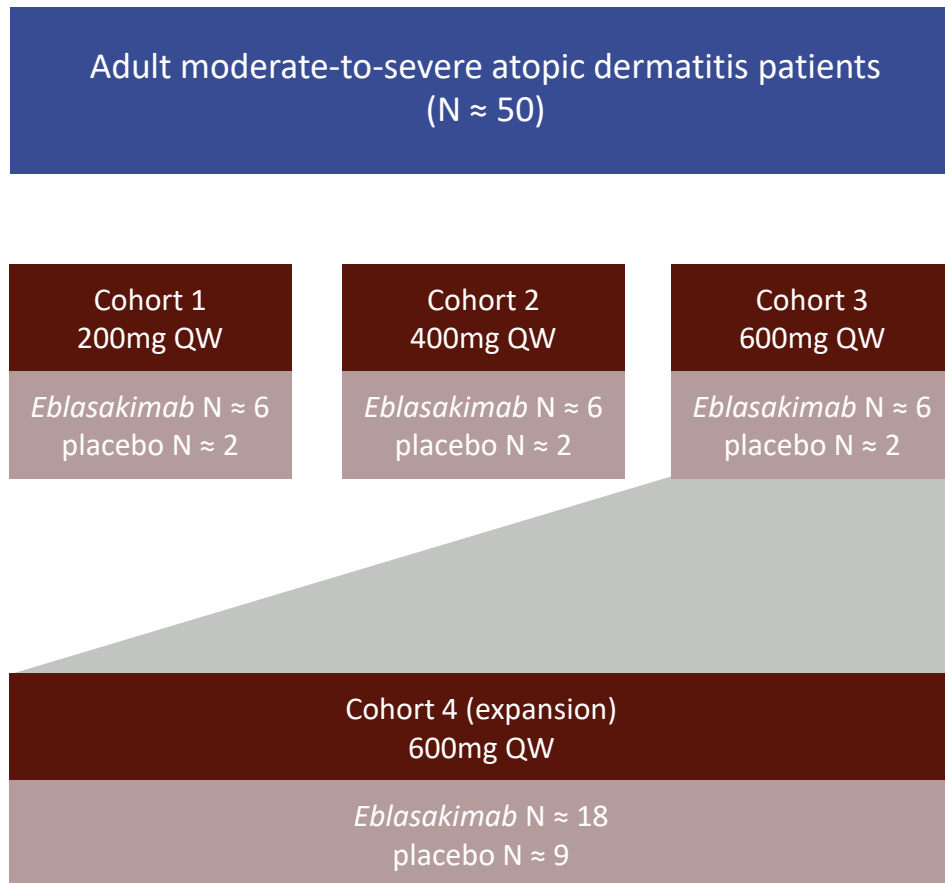 Adult moderate-to-severe atopic dermatitis patients
(N ≈ 50)
Cohort 1
200mg QW
Eblasakimab N ≈ 6
placebo N ≈ 2
Cohort 2
400mg QW
Eblasakimab N ≈ 6
placebo N ≈ 2
Cohort 3
600mg QW
Eblasakimab N ≈ 6
placebo N ≈ 2
Cohort 4 (expansion)
600mg QW
Eblasakimab N ≈ 18
placebo N ≈ 9